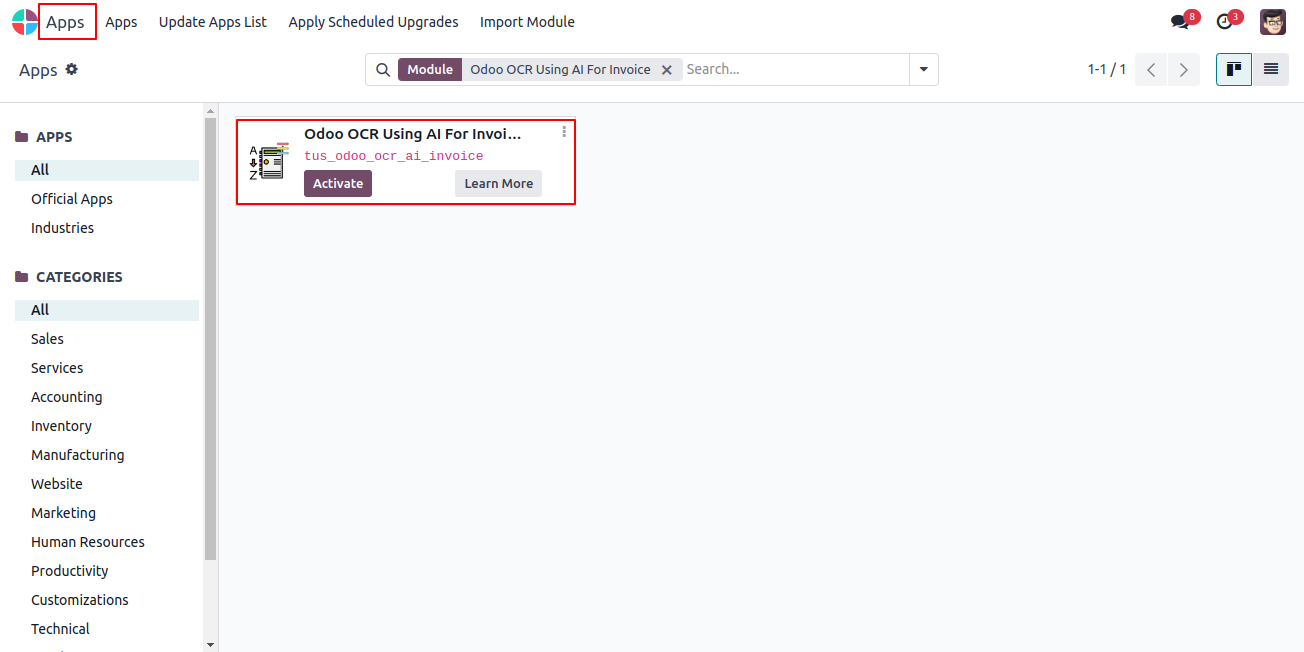 Apps Apps Update Apps List Apply Scheduled Upgrades Import Module 8 3
Apps Module Odoo OCR Using AI For Invoice Search... 1-1 / 1
APPS
All
Official Apps
Industries
CATEGORIES
All
Sales
Services
Accounting
Inventory
Manufacturing
Website
Marketing
Human Resources
Productivity
Customizations
Technical
A
Z
Odoo OCR Using AI For Invoi...
tus_odoo_ocr_ai_invoice
Activate Learn More